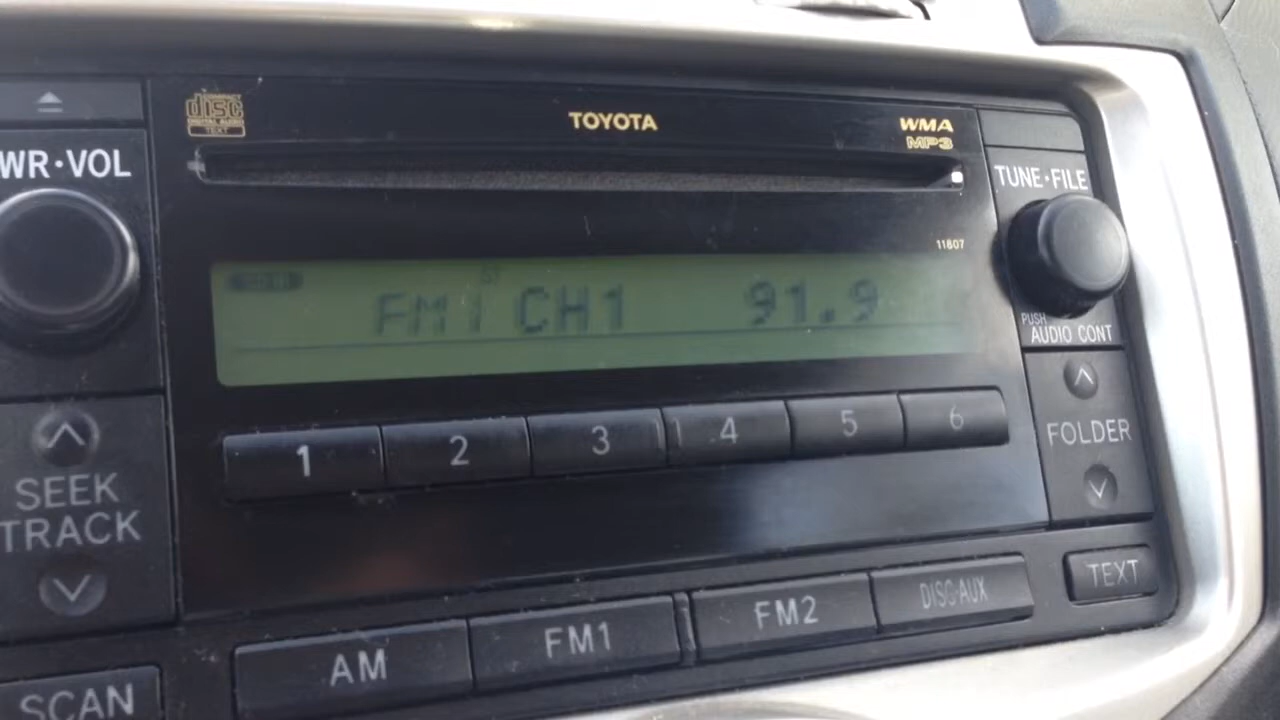 disc
TEXT
TOYOTA
WMA
MP3
WR·VOL
TUNE·FILE
11807
FM1 CH1 91.9
PUSH
AUDIO CONT
1 2 3 4 5 6
FOLDER
SEEK
TRACK
TEXT
AM FM1 FM2 DISC·AUX
SCAN